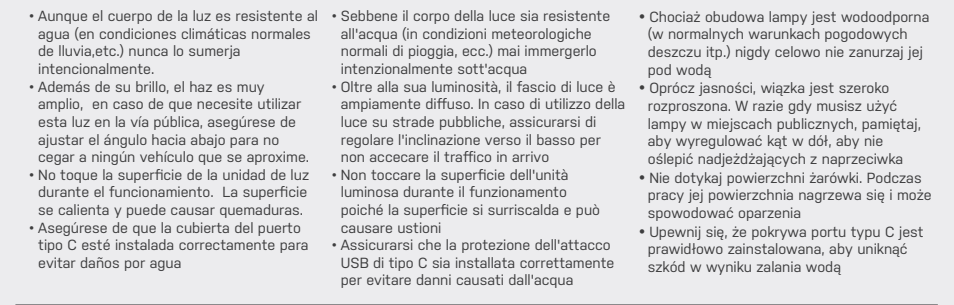 • Aunque el cuerpo de la luz es resistente al
agua (en condiciones climáticas normales
de lluvia,etc.) nunca lo sumerja
intencionalmente.
• Además de su brillo, el haz es muy
amplio,  en caso de que necesite utilizar
esta luz en la vía pública, asegúrese de
ajustar el ángulo hacia abajo para no
cegar a ningún vehículo que se aproxime.
• No toque la superficie de la unidad de luz
durante el funcionamiento.  La superficie
se calienta y puede causar quemaduras.
• Asegúrese de que la cubierta del puerto
tipo C esté instalada correctamente para
evitar daños por agua
• Sebbene il corpo della luce sia resistente
all'acqua (in condizioni meteorologiche
normali di pioggia, ecc.) mai immergerlo
intenzionalmente sott'acqua
• Oltre alla sua luminosità, il fascio di luce è
ampiamente diffuso. In caso di utilizzo della
luce su strade pubbliche, assicurarsi di
regolare l'inclinazione verso il basso per
non accecare il traffico in arrivo
• Non toccare la superficie dell'unità
luminosa durante il funzionamento
poiché la superficie si surriscalda e può
causare ustioni
• Assicurarsi che la protezione dell'attacco
USB di tipo C sia installata correttamente
per evitare danni causati dall'acqua
• Chociaż obudowa lampy jest wodoodporna
(w normalnych warunkach pogodowych
deszczu itp.) nigdy celowo nie zanurzaj jej
pod wodą
• Oprócz jasności, wiązka jest szeroko
rozproszona. W razie gdy musisz użyć
lampy w miejscach publicznych, pamiętaj,
aby wyregulować kąt w dół, aby nie
oślepić nadjeżdżających z naprzeciwka
• Nie dotykaj powierzchni żarówki. Podczas
pracy jej powierzchnia nagrzewa się i może
spowodować oparzenia
• Upewnij się, że pokrywa portu typu C jest
prawidłowo zainstalowana, aby uniknąć
szkód w wyniku zalania wodą